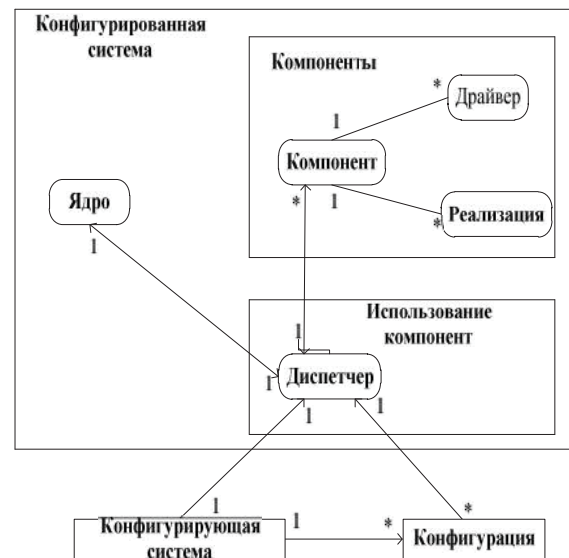 Конфигурированная
система
Компоненты
*
Драйвер
1
Компонент
*
1
Ядро
Реализация
*
1
Использование
компонент
1
Диспетчер
1
1
1
1
*
Конфигурирующая
система
1
*
Конфигурация